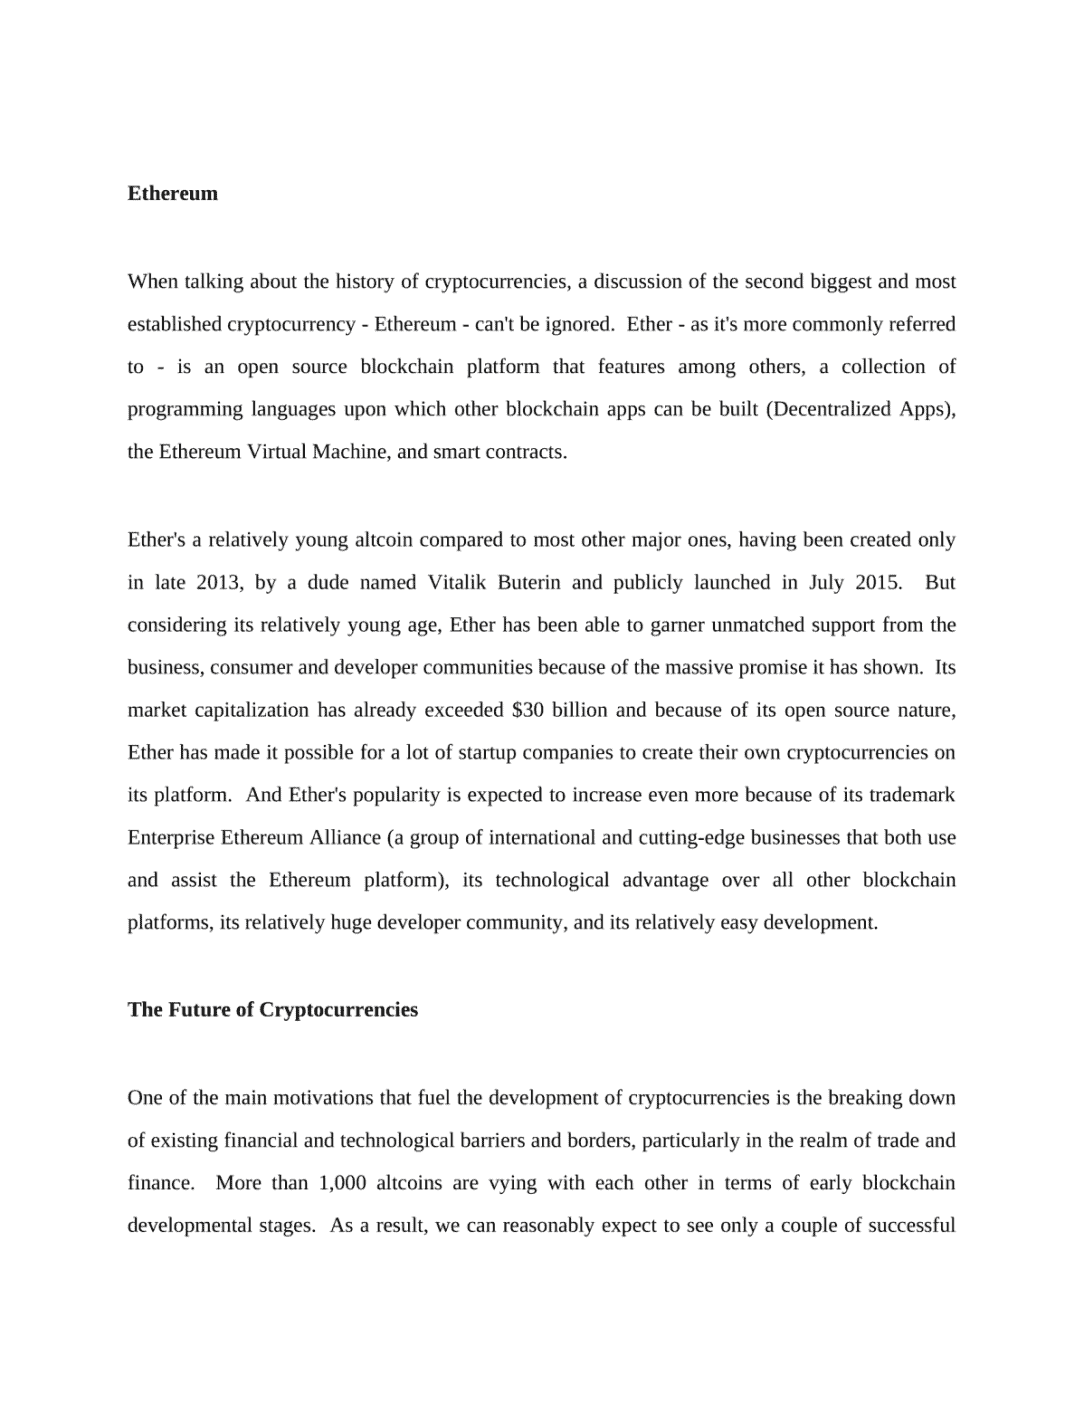 Ethereum
When talking about the history of cryptocurrencies, a discussion of the second biggest and most
established cryptocurrency - Ethereum - can't be ignored.  Ether - as it's more commonly referred
to - is an open source blockchain platform that features among others, a collection of
programming languages upon which other blockchain apps can be built (Decentralized Apps),
the Ethereum Virtual Machine, and smart contracts.
Ether's a relatively young altcoin compared to most other major ones, having been created only
in late 2013, by a dude named Vitalik Buterin and publicly launched in July 2015.  But
considering its relatively young age, Ether has been able to garner unmatched support from the
business, consumer and developer communities because of the massive promise it has shown.  Its
market capitalization has already exceeded $30 billion and because of its open source nature,
Ether has made it possible for a lot of startup companies to create their own cryptocurrencies on
its platform.  And Ether's popularity is expected to increase even more because of its trademark
Enterprise Ethereum Alliance (a group of international and cutting-edge businesses that both use
and assist the Ethereum platform), its technological advantage over all other blockchain
platforms, its relatively huge developer community, and its relatively easy development.
The Future of Cryptocurrencies
One of the main motivations that fuel the development of cryptocurrencies is the breaking down
of existing financial and technological barriers and borders, particularly in the realm of trade and
finance.  More than 1,000 altcoins are vying with each other in terms of early blockchain
developmental stages.  As a result, we can reasonably expect to see only a couple of successful